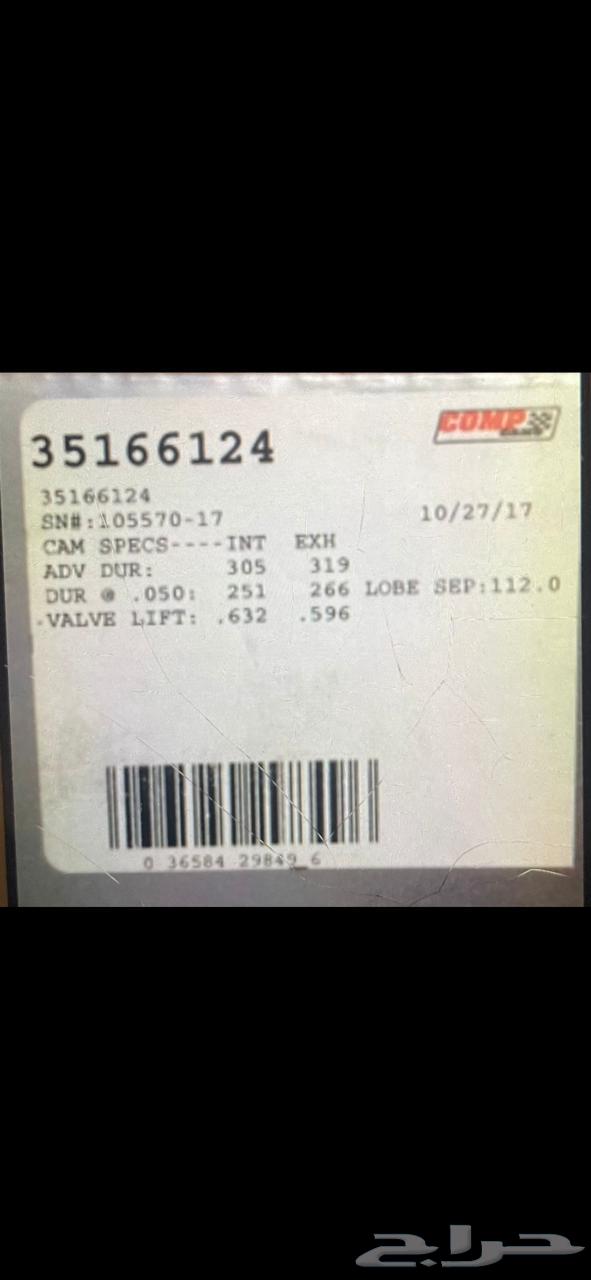 COMP
CAMS
35166124
35166124
SN#:105570-17
10/27/17
CAM SPECS----INT EXH
ADV DUR: 305 319
DUR @ .050: 251 266 LOBE SEP:112.0
VALVE LIFT: .632 .596
0 36584 29849 6
حراج